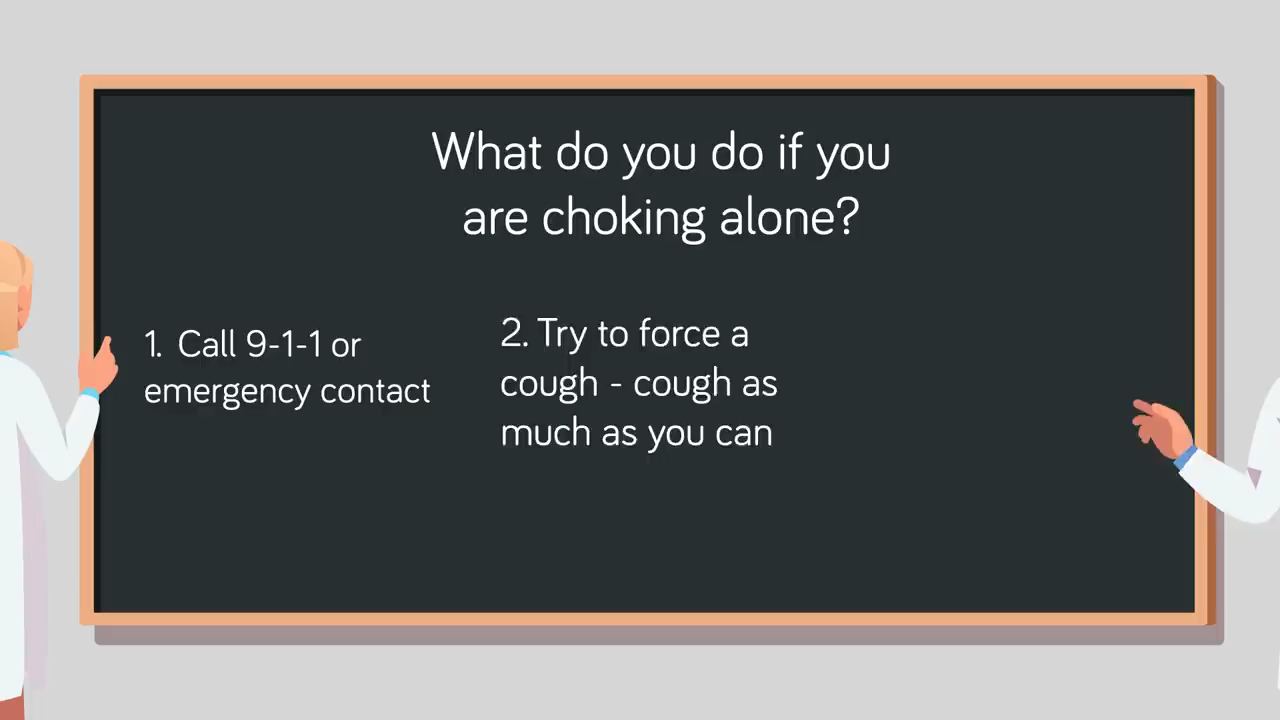 What do you do if you
are choking alone?
1. Call 9-1-1 or
emergency contact
2. Try to force a
cough - cough as
much as you can